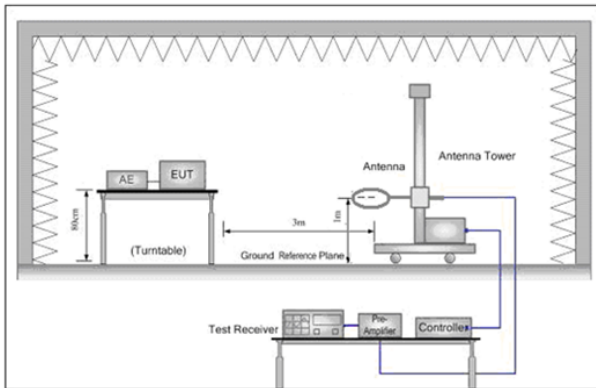 Antenna Tower
Antenna
AE
EUT
80cm
(Turntable)
3m
1m
Ground Reference Plane
Test Receiver
Pre-
Amplifier
Controller